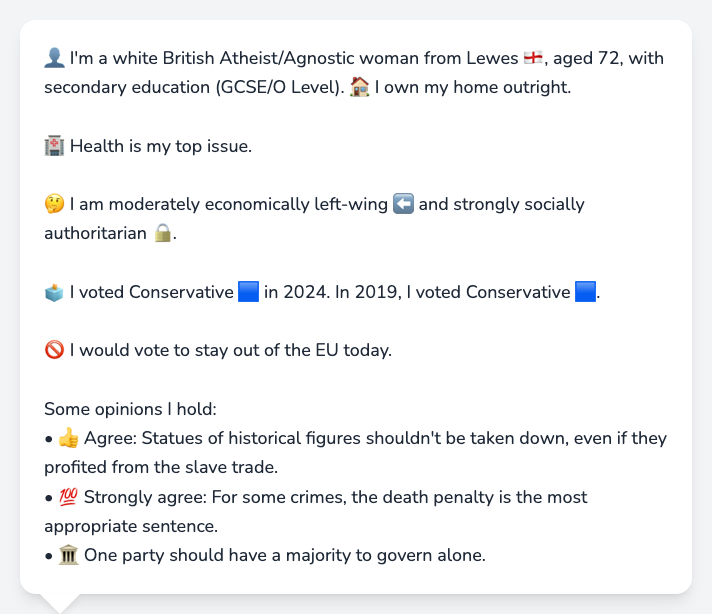 👤 I'm a white British Atheist/Agnostic woman from Lewes 🏴󠁧󠁢󠁥󠁮󠁧󠁿, aged 72, with
secondary education (GCSE/O Level). 🏠 I own my home outright.
🏥 Health is my top issue.
🤔 I am moderately economically left-wing ⬅️ and strongly socially
authoritarian 🔒.
🗳️ I voted Conservative 🟦 in 2024. In 2019, I voted Conservative 🟦.
🚫 I would vote to stay out of the EU today.
Some opinions I hold:
• 👍 Agree: Statues of historical figures shouldn't be taken down, even if they
profited from the slave trade.
• 💯 Strongly agree: For some crimes, the death penalty is the most
appropriate sentence.
• 🏛️ One party should have a majority to govern alone.